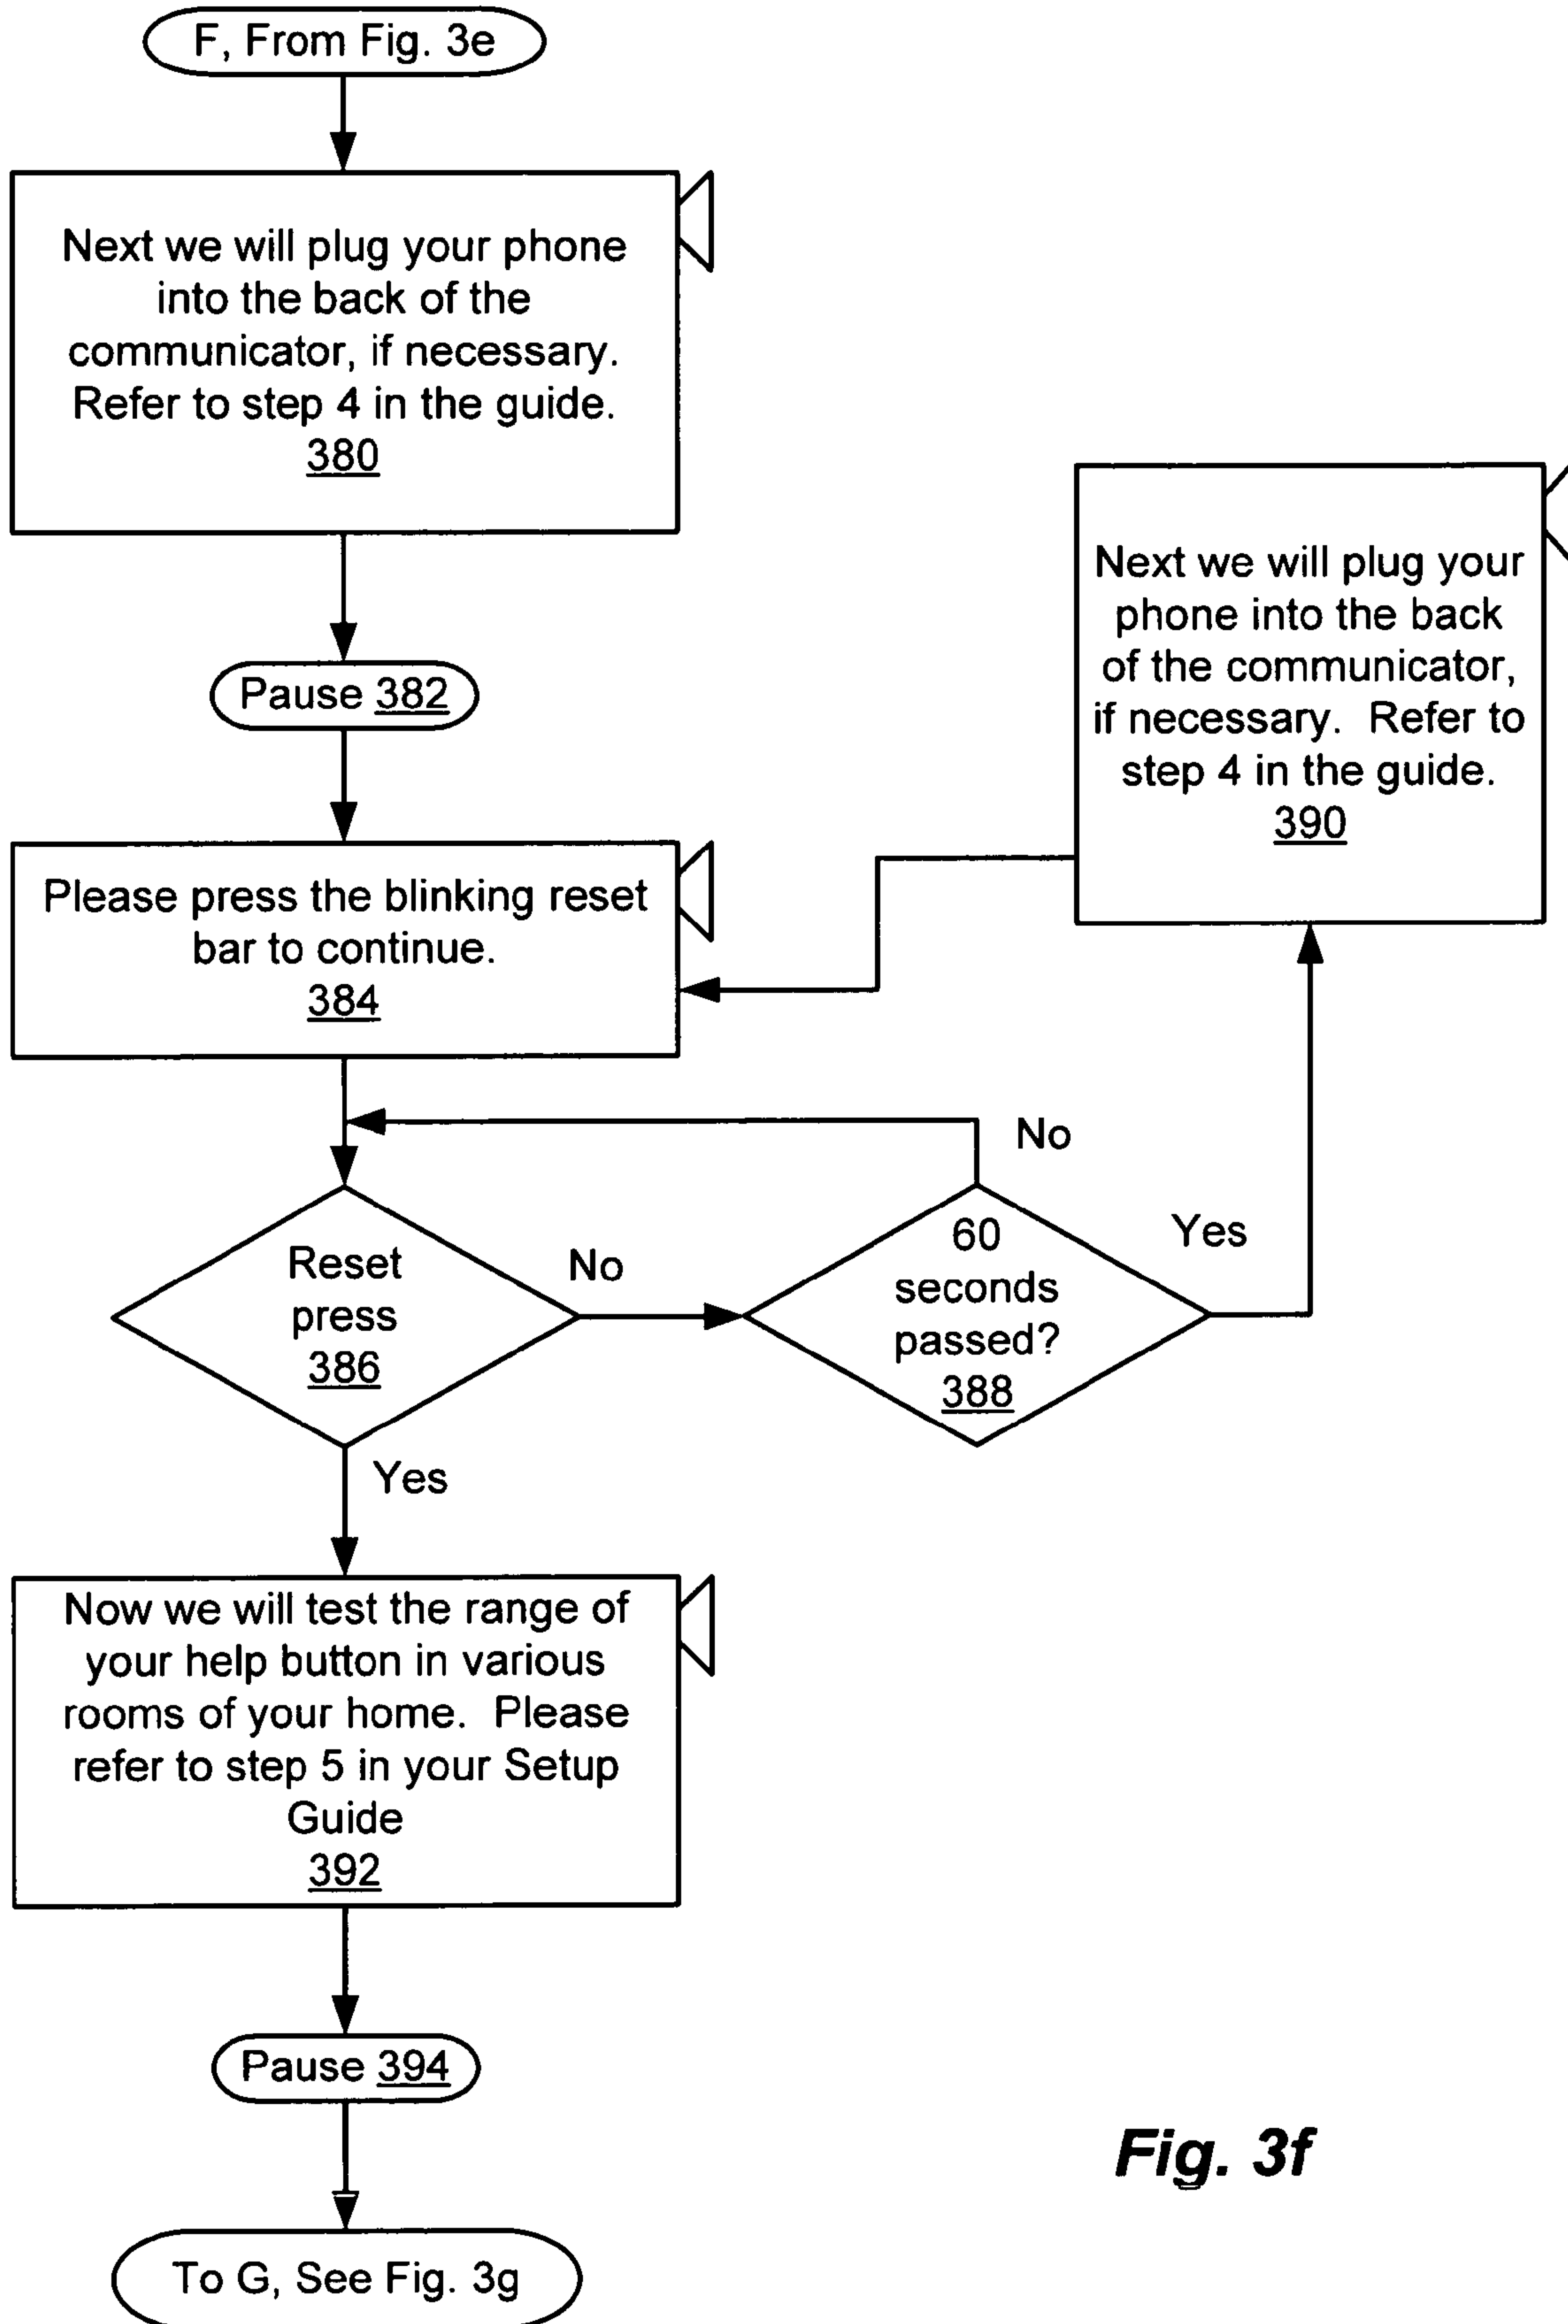 F, From Fig. 3e
Next we will plug your phone
into the back of the
communicator, if necessary.
Refer to step 4 in the guide.
380
Pause 382
Please press the blinking reset
bar to continue.
384
Next we will plug your
phone into the back
of the communicator,
if necessary. Refer to
step 4 in the guide.
390
Reset
press
386
No
60
seconds
passed?
388
No
Yes
Yes
Now we will test the range of
your help button in various
rooms of your home. Please
refer to step 5 in your Setup
Guide
392
Pause 394
To G, See Fig. 3g
Fig. 3f